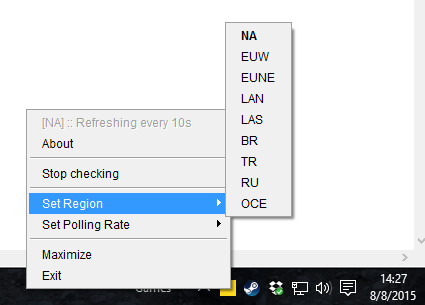 NA
EUW
EUNE
LAN
LAS
BR
TR
RU
OCE
[NA] :: Refreshing every 10s
About
Stop checking
Set Region
Set Polling Rate
Maximize
Exit
Games
14:27
8/8/2015